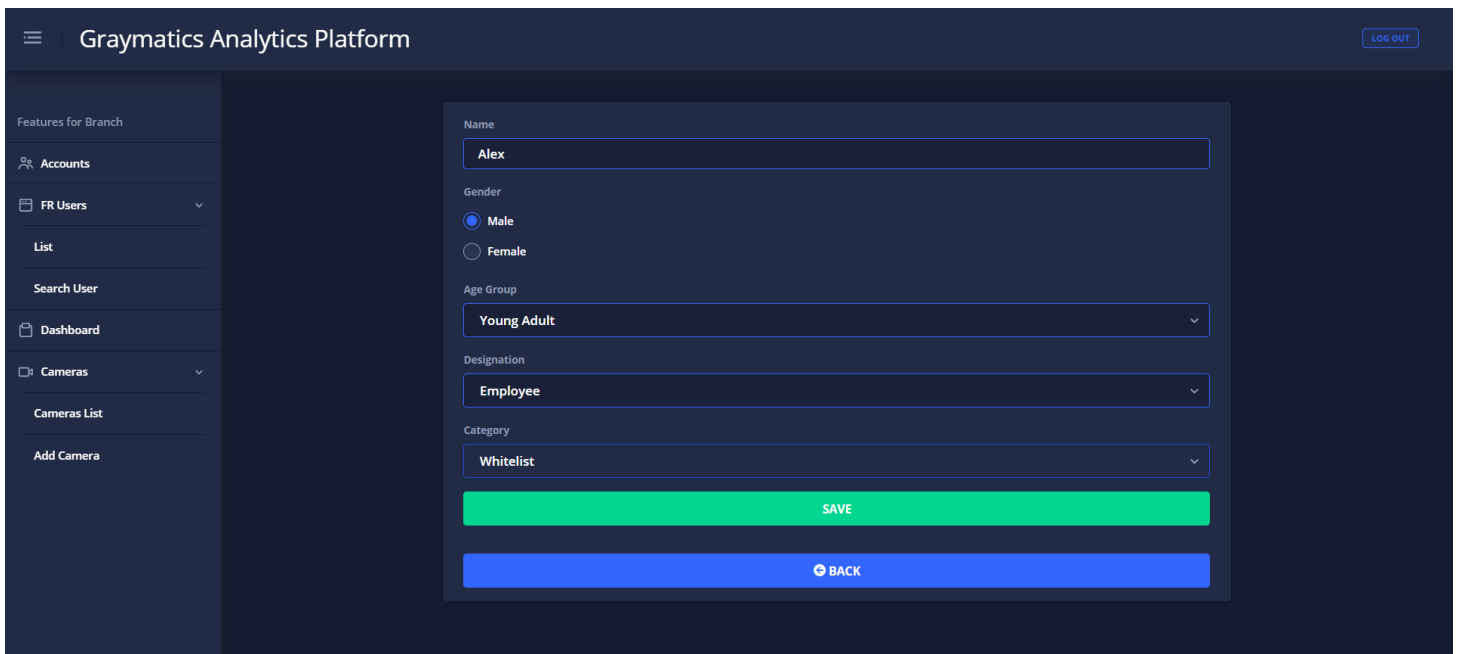 Graymatics Analytics Platform
LOG OUT
Features for Branch
Accounts
FR Users
List
Search User
Dashboard
Cameras
Cameras List
Add Camera
Name
Alex
Gender
Male
Female
Age Group
Young Adult
Designation
Employee
Category
Whitelist
SAVE
BACK